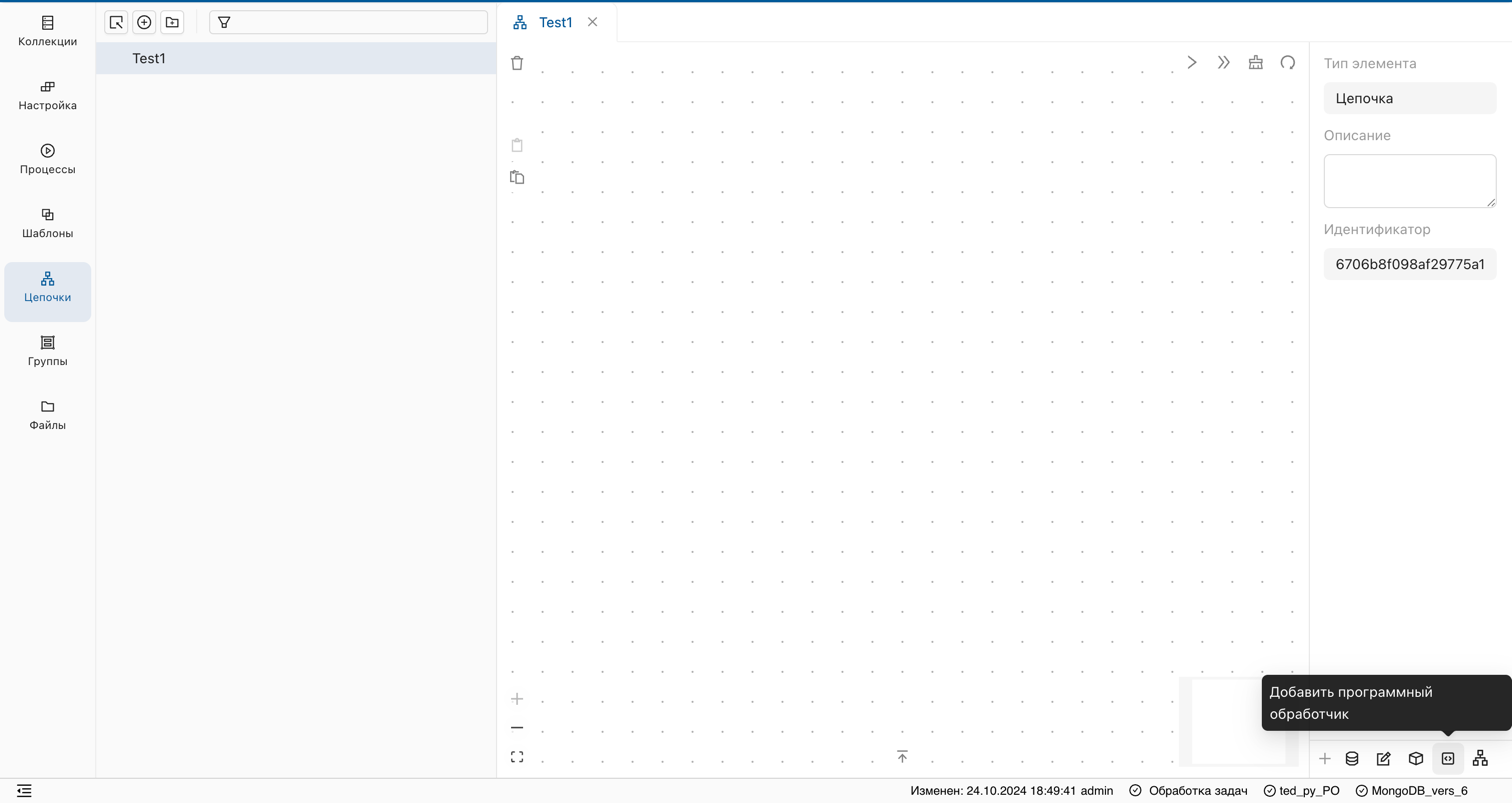 Коллекции
Настройка
Процессы
Шаблоны
Цепочки
Группы
Файлы
Test1
Test1
Тип элемента
Цепочка
Описание
Идентификатор
6706b8f098af29775a1
Добавить программный
обработчик
Изменен: 24.10.2024 18:49:41 admin
Обработка задач
ted_py_PO
MongoDB_vers_6